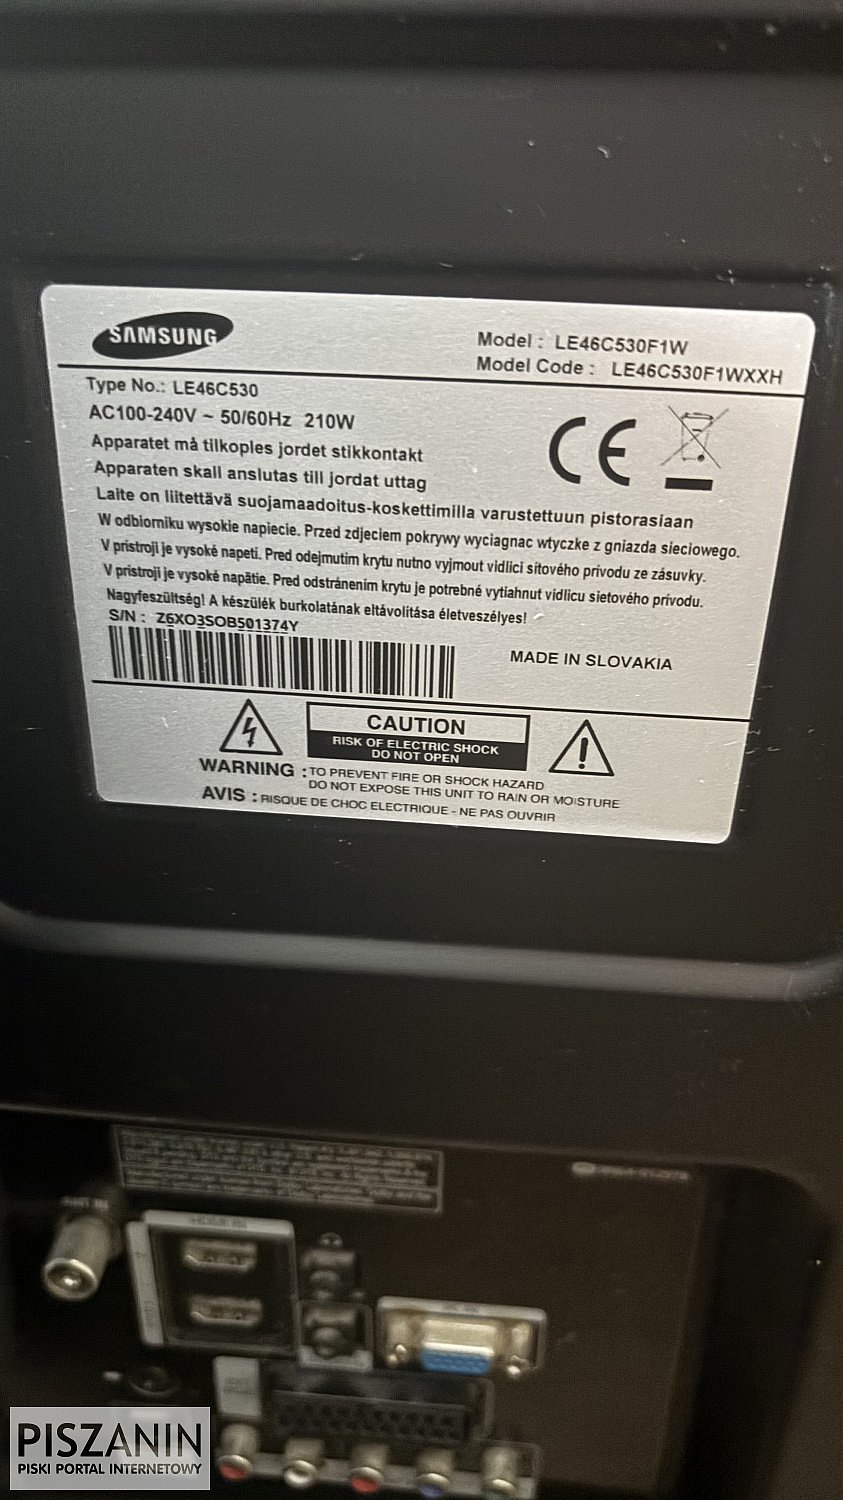 SAMSUNG
Model : LE46C530F1W
Model Code : LE46C530F1WXXH
Type No.: LE46C530
AC100-240V ~ 50/60Hz 210W
Apparatet må tilkoples jordet stikkontakt
Apparaten skall anslutas till jordat uttag
Laite on liitettävä suojamaadoitus-koskettimilla varustettuun pistorasiaan
W odbiorniku wysokie napiecie. Przed zdjeciem pokrywy wyciagnac wtyczke z gniazda sieciowego.
V pristroji je vysoké napeti. Pred odejmutim krytu nutno vyjmout vidlici sítového prívodu ze zásuvky.
V pristroji je vysoké napätie. Pred odstránením krytu je potrebné vytiahnut vidlicu sietového prívodu.
Nagyfeszültség! A készülék burkolatának eltávolítása életveszélyes!
S/N : Z6XO3SOB501374Y
MADE IN SLOVAKIA
CE
CAUTION
RISK OF ELECTRIC SHOCK
DO NOT OPEN
WARNING : TO PREVENT FIRE OR SHOCK HAZARD
DO NOT EXPOSE THIS UNIT TO RAIN OR MOISTURE
AVIS : RISQUE DE CHOC ELECTRIQUE - NE PAS OUVRIR
PISZANIN
PISKI PORTAL INTERNETOWY